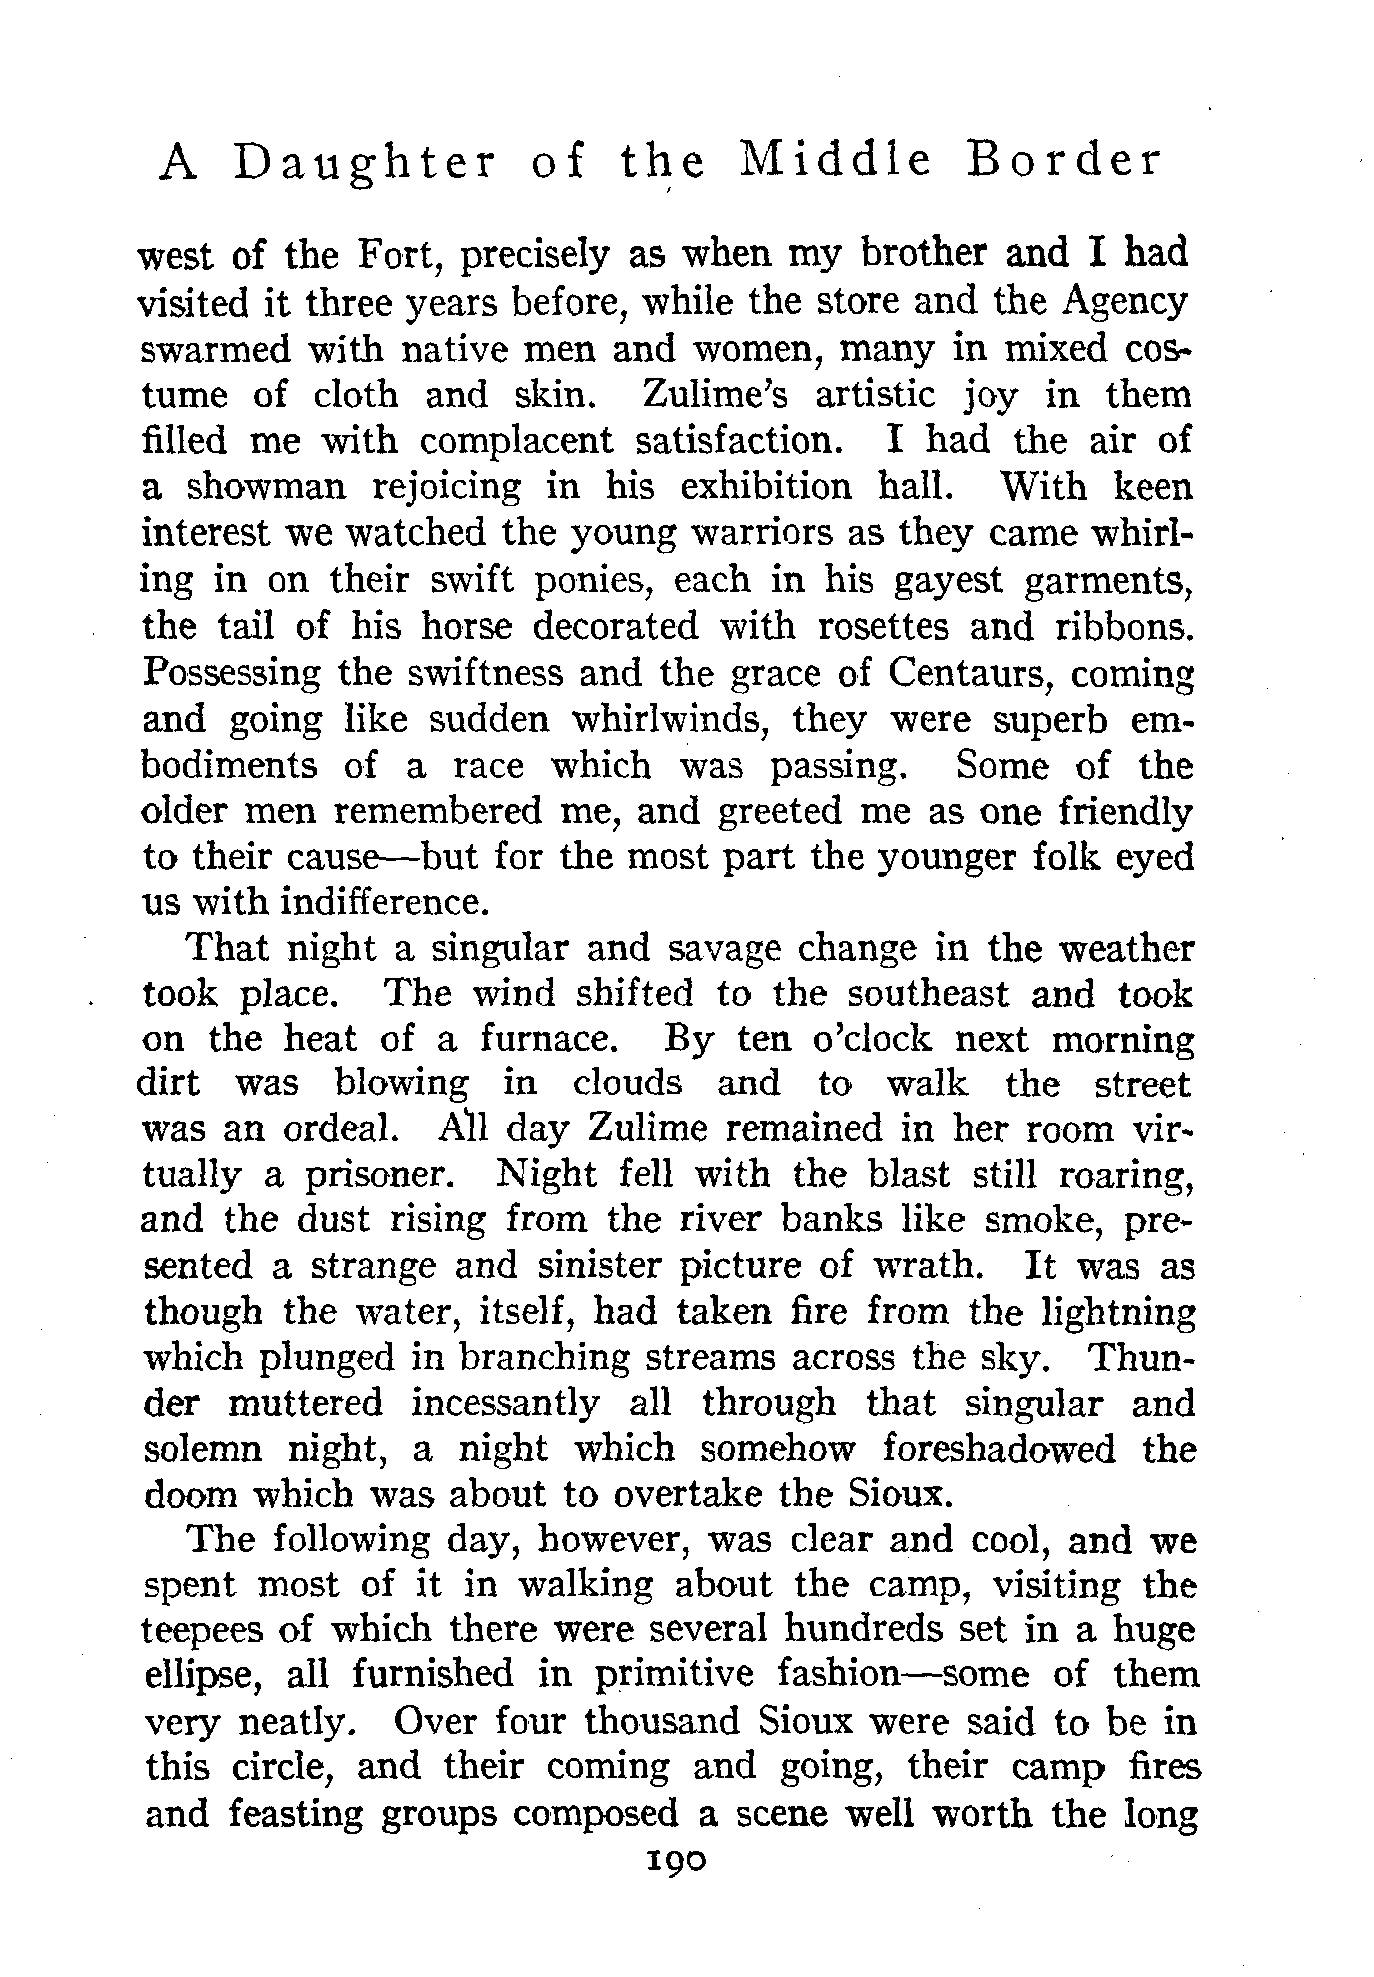 A Daughter of the Middle Border
west of the Fort, precisely as when my brother and I had
visited it three years before, while the store and the Agency
swarmed with native men and women, many in mixed cos-
tume of cloth and skin. Zulime's artistic joy in them
filled me with complacent satisfaction. I had the air of
a showman rejoicing in his exhibition hall. With keen
interest we watched the young warriors as they came whirl-
ing in on their swift ponies, each in his gayest garments,
the tail of his horse decorated with rosettes and ribbons.
Possessing the swiftness and the grace of Centaurs, coming
and going like sudden whirlwinds, they were superb em-
bodiments of a race which was passing. Some of the
older men remembered me, and greeted me as one friendly
to their cause—but for the most part the younger folk eyed
us with indifference.
That night a singular and savage change in the weather
took place. The wind shifted to the southeast and took
on the heat of a furnace. By ten o'clock next morning
dirt was blowing in clouds and to walk the street
was an ordeal. All day Zulime remained in her room vir-
tually a prisoner. Night fell with the blast still roaring,
and the dust rising from the river banks like smoke, pre-
sented a strange and sinister picture of wrath. It was as
though the water, itself, had taken fire from the lightning
which plunged in branching streams across the sky. Thun-
der muttered incessantly all through that singular and
solemn night, a night which somehow foreshadowed the
doom which was about to overtake the Sioux.
The following day, however, was clear and cool, and we
spent most of it in walking about the camp, visiting the
teepees of which there were several hundreds set in a huge
ellipse, all furnished in primitive fashion—some of them
very neatly. Over four thousand Sioux were said to be in
this circle, and their coming and going, their camp fires
and feasting groups composed a scene well worth the long
190